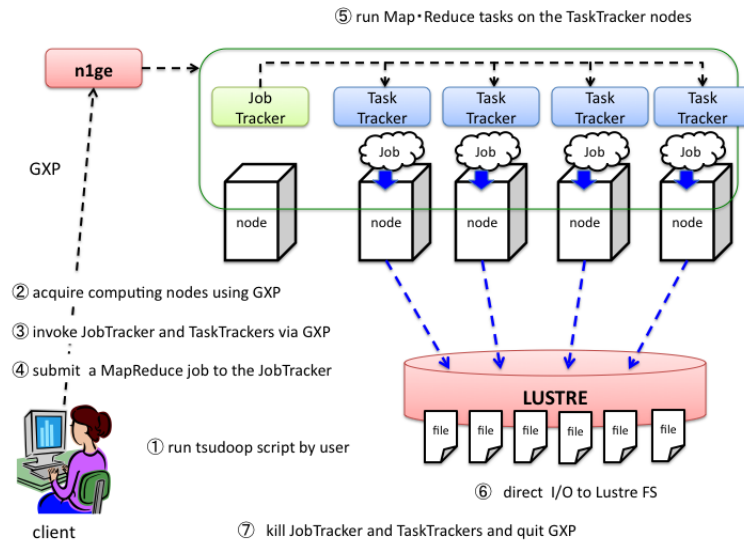 ⑤ run Map・Reduce tasks on the TaskTracker nodes
n1ge
Job
Tracker
Task
Tracker
Task
Tracker
Task
Tracker
Task
Tracker
Job
Job
Job
Job
GXP
node
node
node
node
node
② acquire computing nodes using GXP
③ invoke JobTracker and TaskTrackers via GXP
④ submit a MapReduce job to the JobTracker
LUSTRE
file
file
file
file
file
file
① run tsudoop script by user
⑥ direct I/O to Lustre FS
client
⑦ kill JobTracker and TaskTrackers and quit GXP